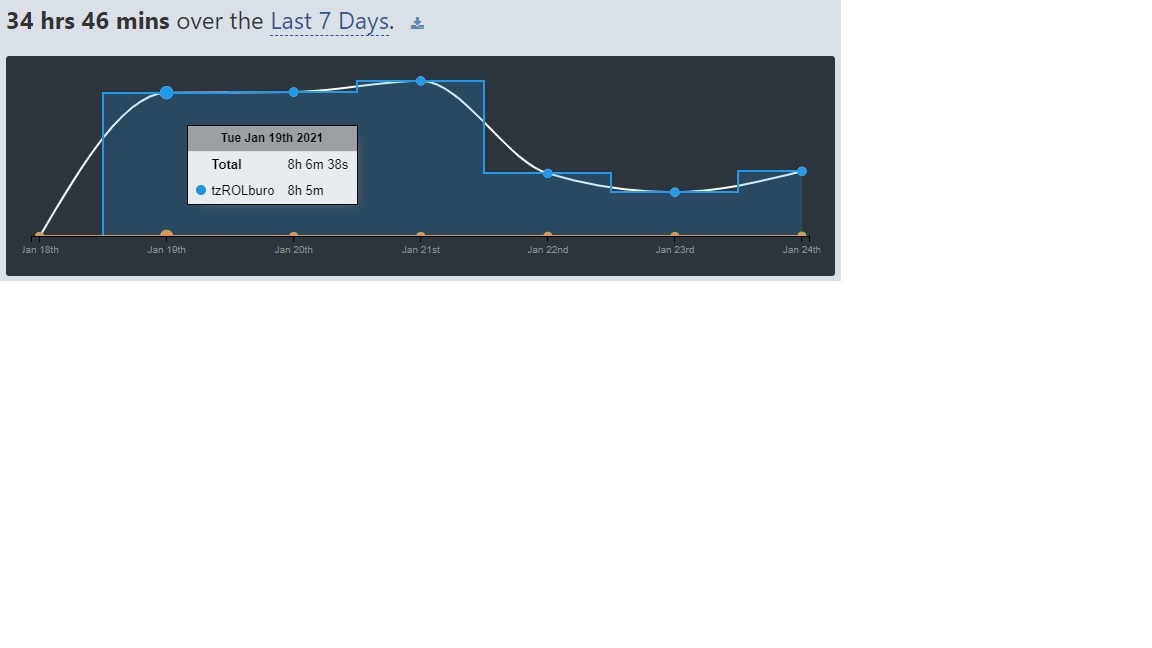 34 hrs 46 mins over the Last 7 Days.
Tue Jan 19th 2021
Total 8h 6m 38s
tzROLburo 8h 5m
Jan 18th Jan 19th Jan 20th Jan 21st Jan 22nd Jan 23rd Jan 24th